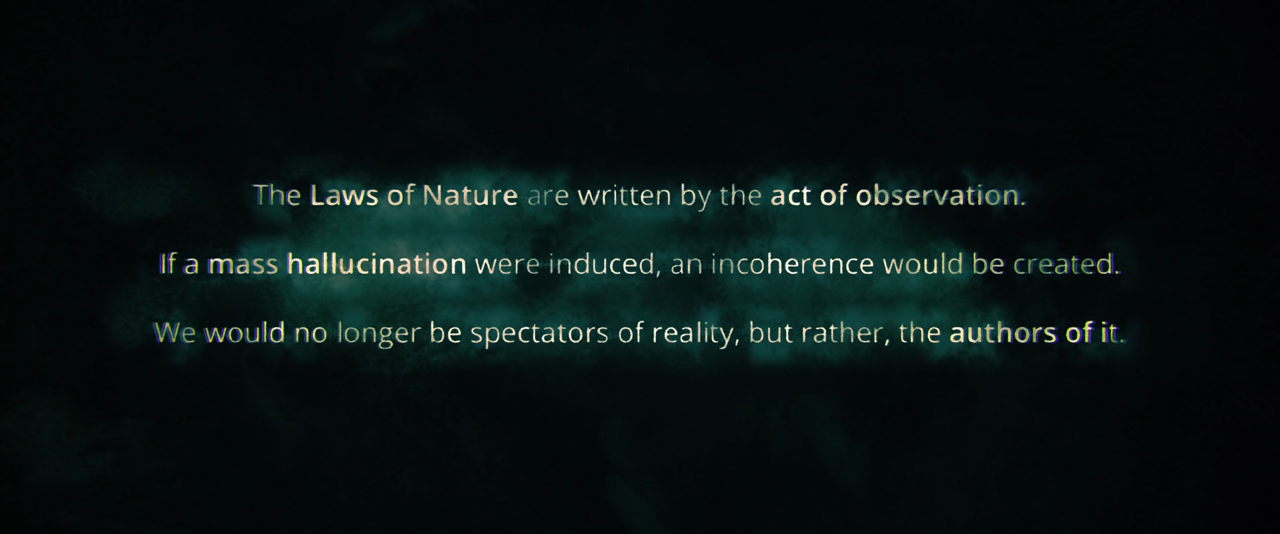 The Laws of Nature are written by the act of observation.
If a mass hallucination were induced, an incoherence would be created.
We would no longer be spectators of reality, but rather, the authors of it.